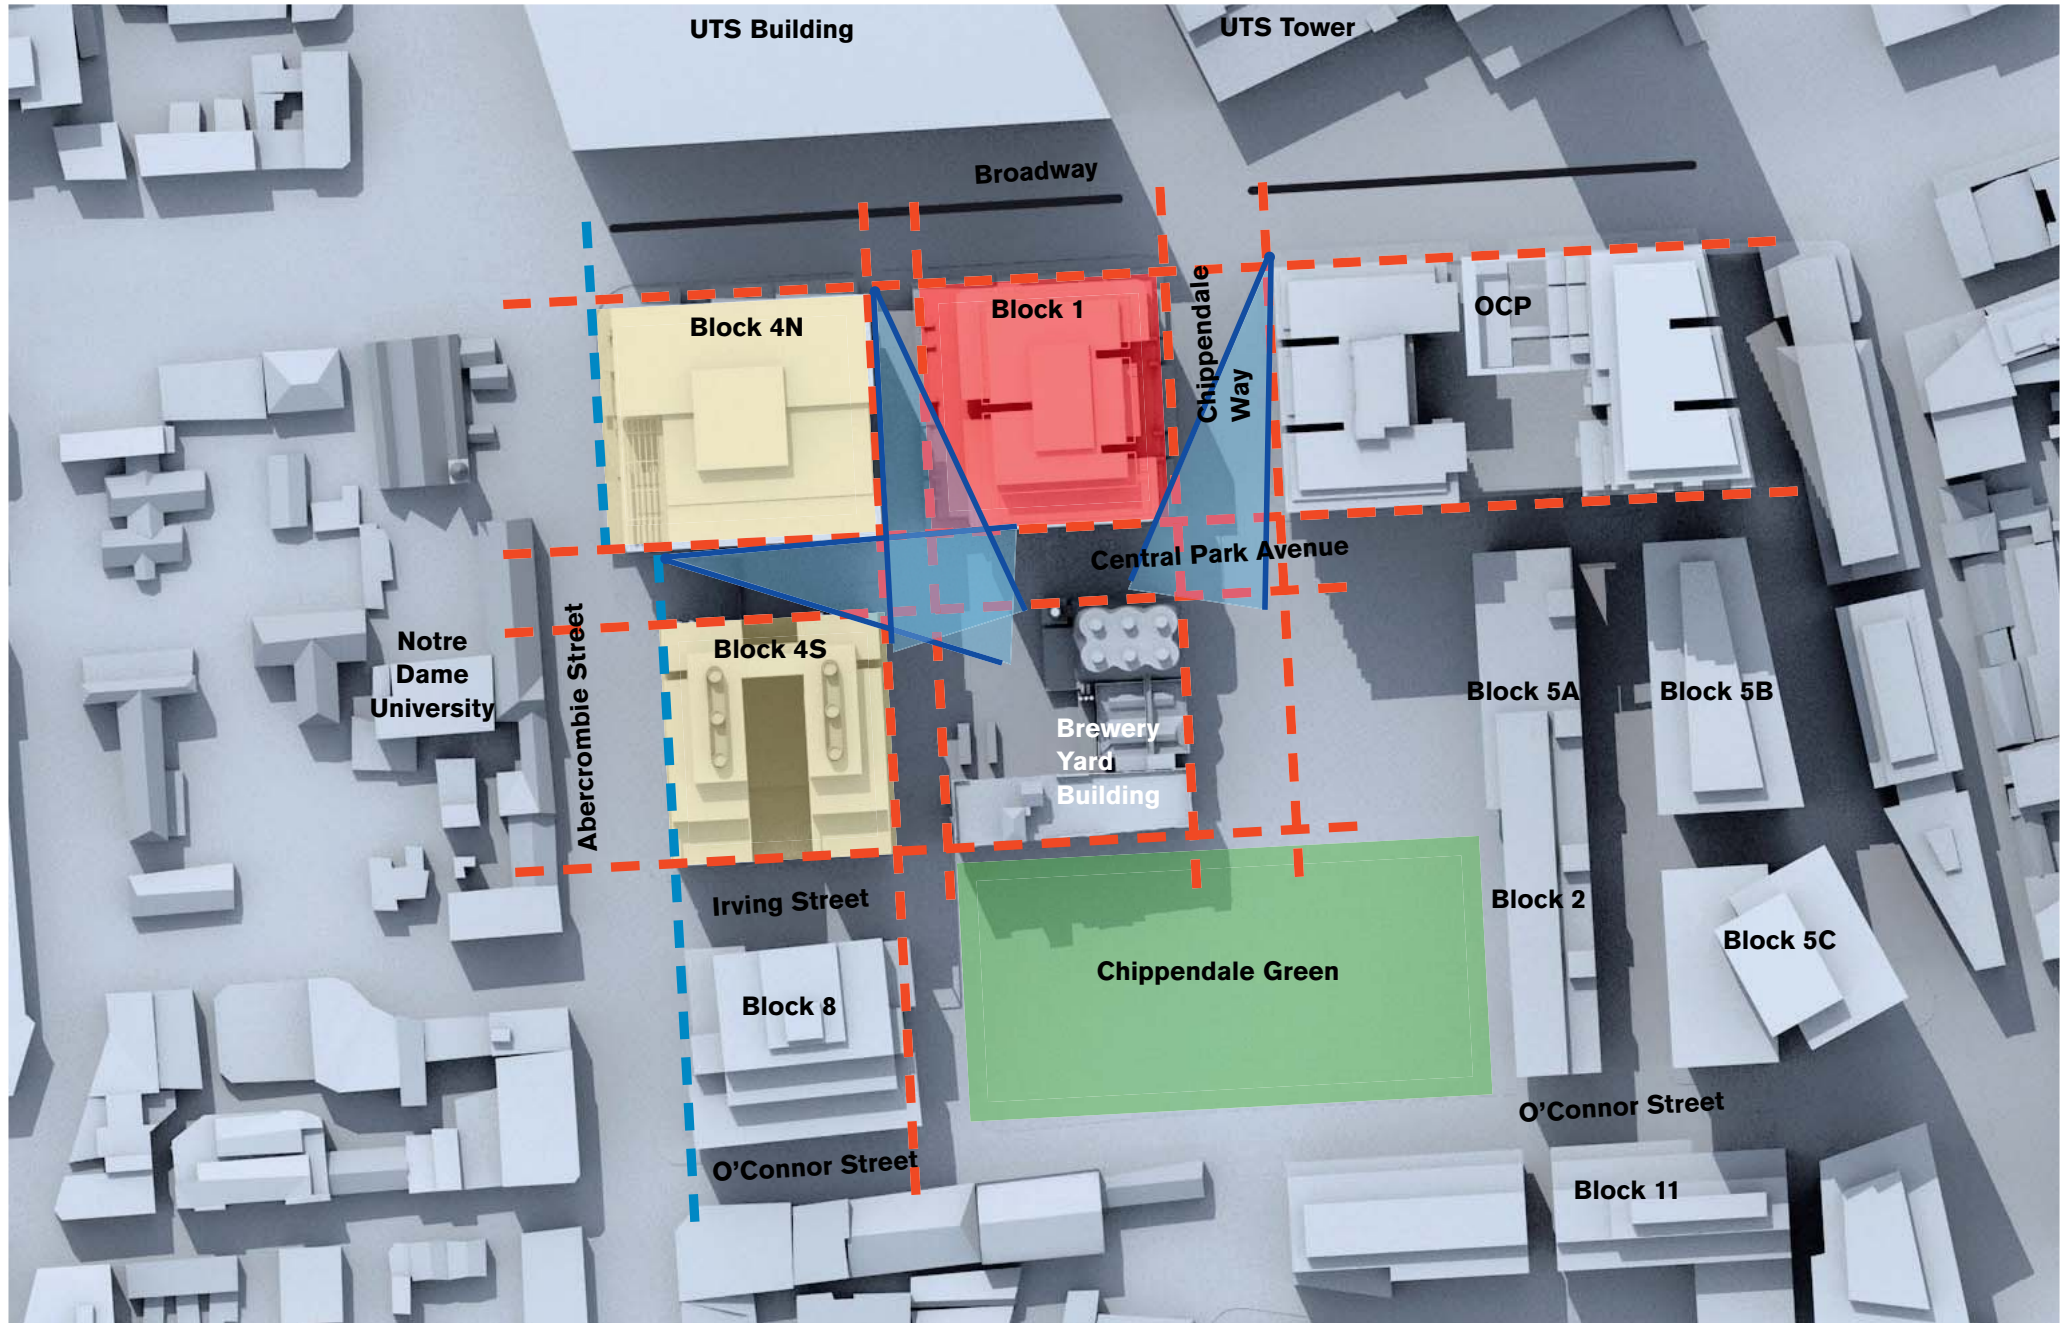 UTS Building
UTS Tower
Broadway
Block 4N
Block 1
Chippendale
Way
OCP
Central Park Avenue
Notre
Dame
University
Abercrombie Street
Block 4S
Brewery
Yard
Building
Block 5A
Block 5B
Irving Street
Block 2
Block 5C
Chippendale Green
Block 8
O'Connor Street
O'Connor Street
Block 11